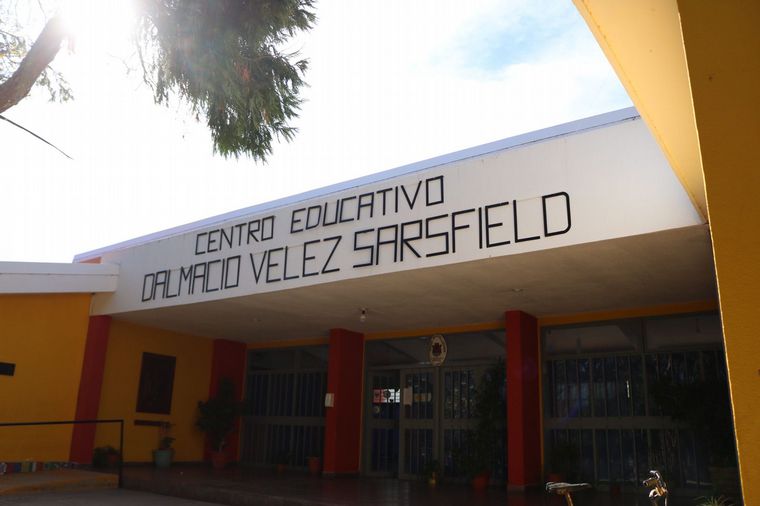 CENTRO EDUCATIVO
DALMACIO VELEZ SARSFIELD